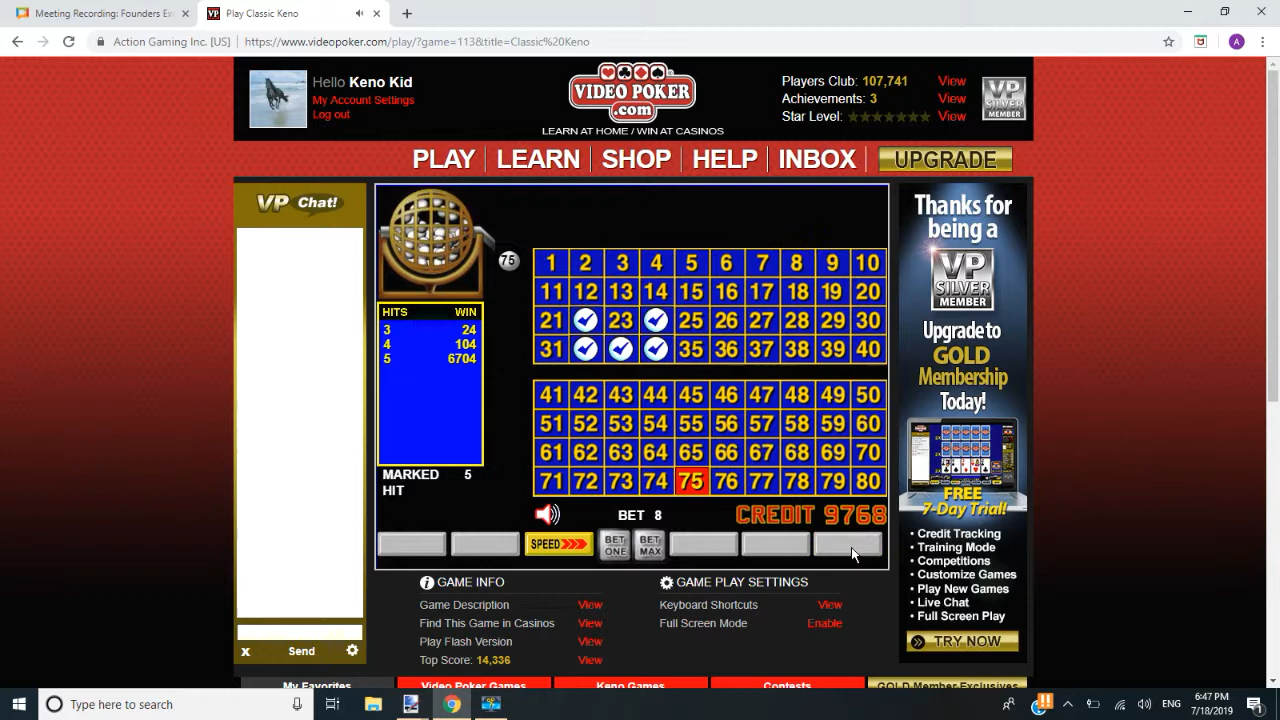 Meeting Recording: Founders Ex
Play Classic Keno
Action Gaming Inc. [US] | https://www.videopoker.com/play/?game=113&title=Classic%20Keno
A
Hello Keno Kid
My Account Settings
Log out
VIDEO POKER
.com
LEARN AT HOME / WIN AT CASINOS
Players Club: 107,741 View
Achievements: 3 View
Star Level: View
VP
SILVER
MEMBER
PLAY LEARN SHOP HELP INBOX UPGRADE
VP Chat!
75
1 2 3 4 5 6 7 8 9 10
11 12 13 14 15 16 17 18 19 20
21 23 25 26 27 28 29 30
31 35 36 37 38 39 40
41 42 43 44 45 46 47 48 49 50
51 52 53 54 55 56 57 58 59 60
61 62 63 64 65 66 67 68 69 70
71 72 73 74 75 76 77 78 79 80
HITS WIN
3 24
4 104
5 6704
MARKED 5
HIT
BET 8
CREDIT 9768
SPEED
BET ONE
BET MAX
Thanks for
being a
VP
SILVER
MEMBER
Upgrade to
GOLD
Membership
Today!
FREE
7-Day Trial!
• Credit Tracking
• Training Mode
• Competitions
• Customize Games
• Play New Games
• Live Chat
• Full Screen Play
TRY NOW
x Send
GAME INFO
Game Description View
Find This Game in Casinos View
Play Flash Version View
Top Score: 14,336 View
GAME PLAY SETTINGS
Keyboard Shortcuts View
Full Screen Mode Enable
My Favorites Video Poker Games Keno Games Contests GOLD Member Exclusives
Type here to search
ENG
6:47 PM
7/18/2019